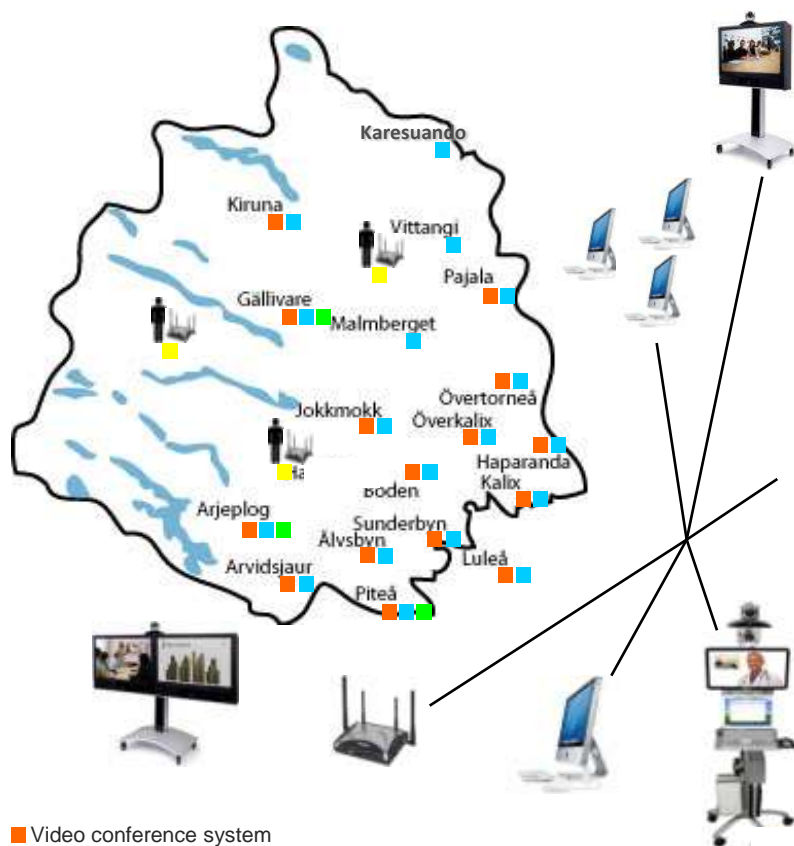 Karesuando
Kiruna
Vittangi
Pajala
Gällivare
Malmberget
Övertorneå
Jokkmokk
Överkalix
Haparanda
Kalix
Boden
Arjeplog
Sunderbyn
Älvsbyn
Luleå
Arvidsjaur
Piteå
Video conference system